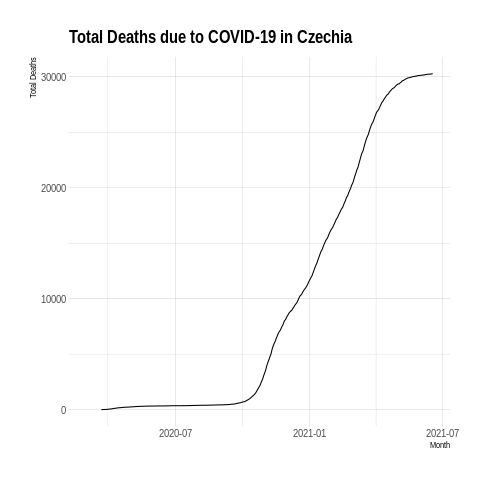 Total Deaths due to COVID-19 in Czechia
Total Deaths
30000
20000
10000
0
2020-07
2021-01
2021-07
Month